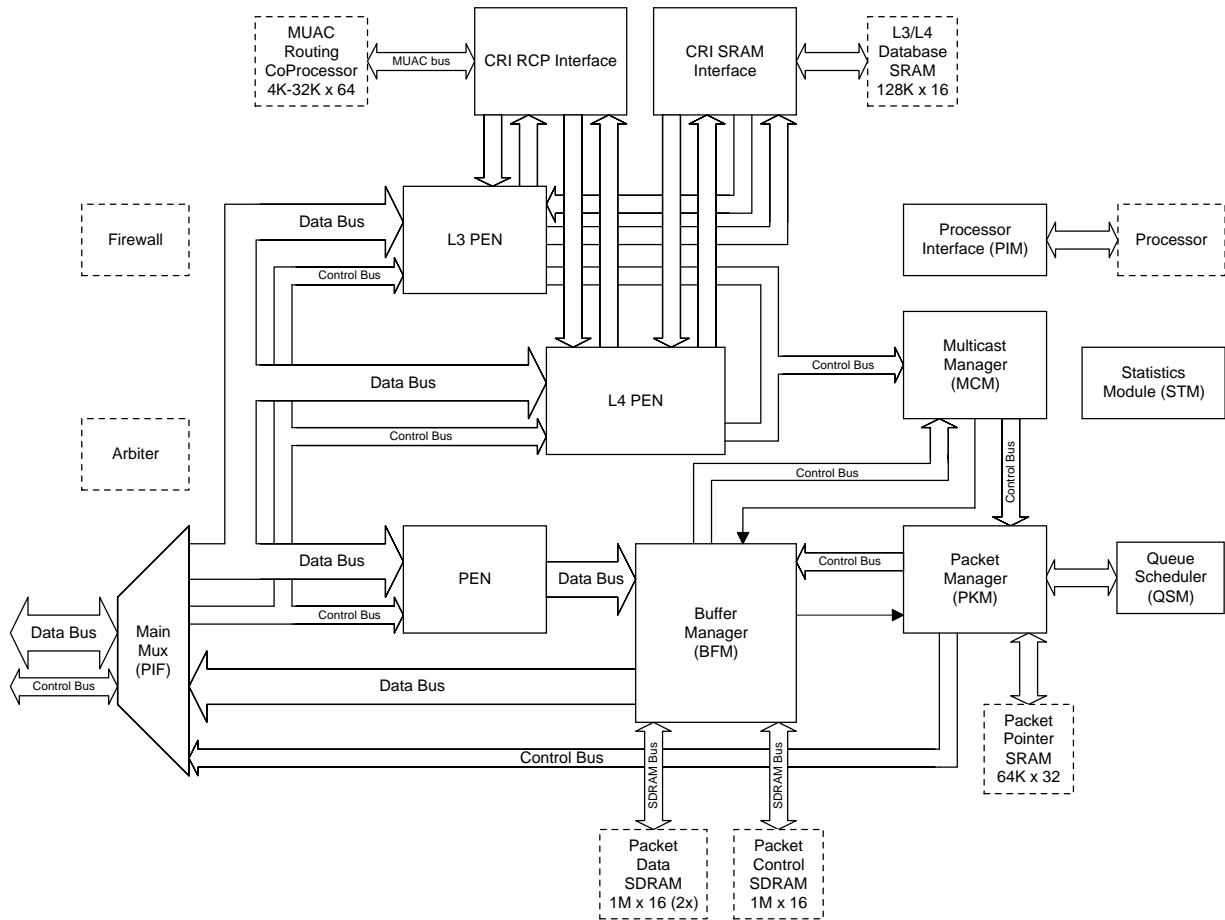 MUAC
Routing
CoProcessor
4K-32K x 64
MUAC bus
CRI RCP Interface
CRI SRAM
Interface
L3/L4
Database
SRAM
128K x 16
Firewall
Data Bus
Control Bus
L3 PEN
Processor
Interface (PIM)
Processor
Data Bus
Control Bus
L4 PEN
Control Bus
Multicast
Manager
(MCM)
Statistics
Module (STM)
Arbiter
Control Bus
Control Bus
Data Bus
Control Bus
PEN
Data Bus
Buffer
Manager
(BFM)
Control Bus
Packet
Manager
(PKM)
Queue
Scheduler
(QSM)
Data Bus
Control Bus
Main
Mux
(PIF)
Data Bus
Control Bus
SDRAM Bus
SDRAM Bus
Packet
Pointer
SRAM
64K x 32
Packet
Data
SDRAM
1M x 16 (2x)
Packet
Control
SDRAM
1M x 16